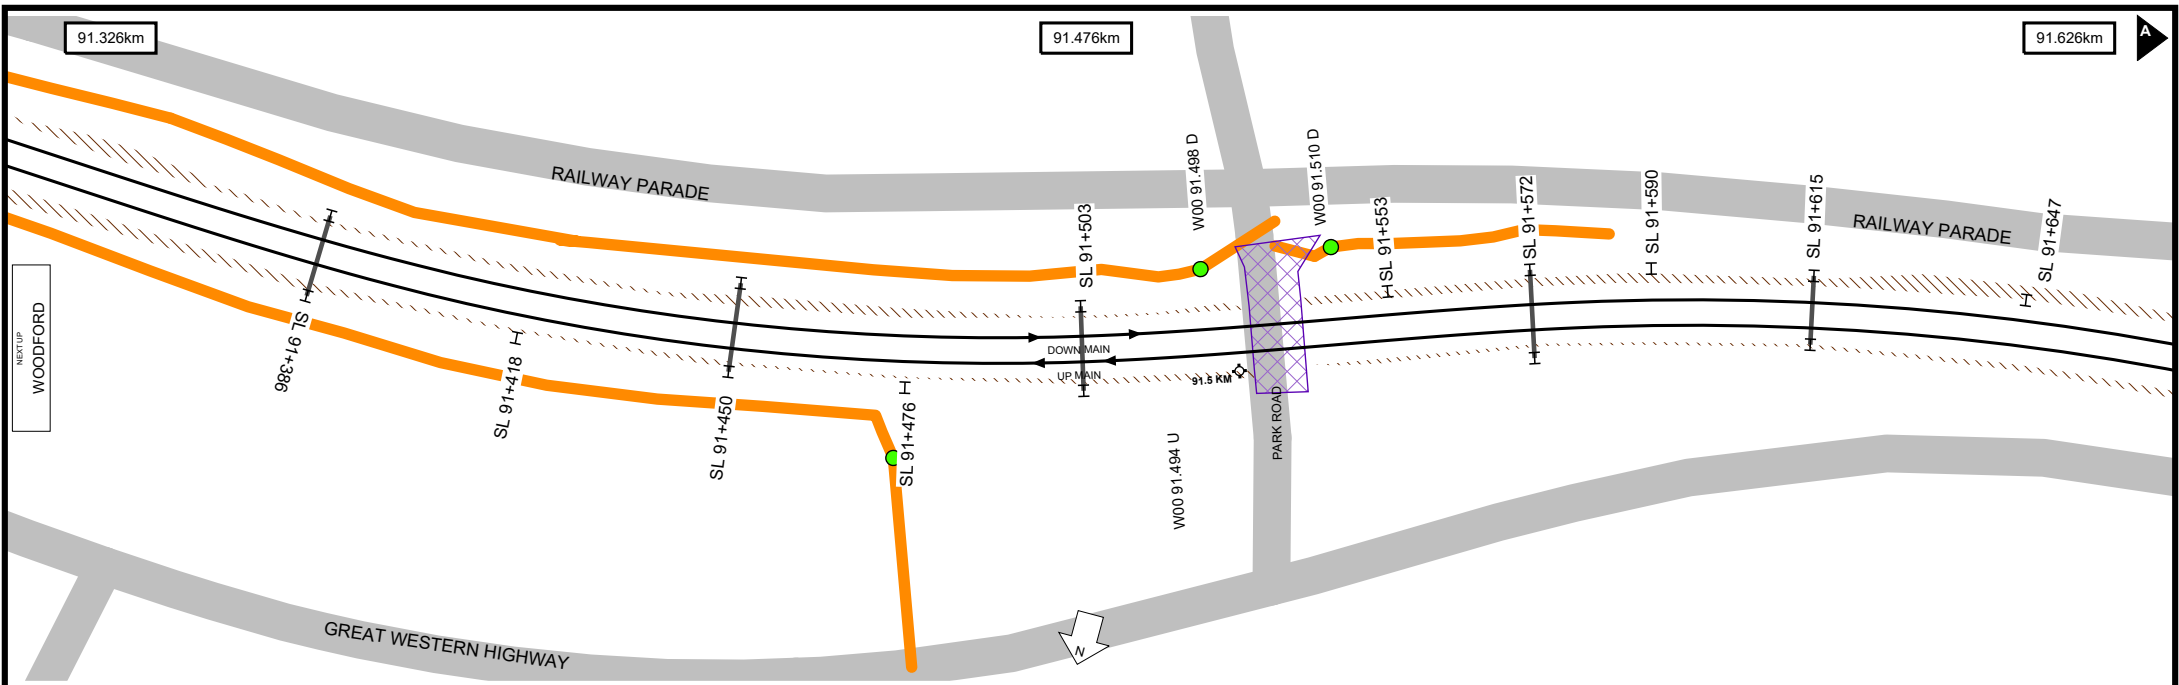 91.326km
91.476km
91.626km
A
RAILWAY PARADE
W00 91.498 D
W00 91.510 D
SL 91+503
SL 91+553
SL 91+572
SL 91+590
SL 91+615
SL 91+647
RAILWAY PARADE
NEXT UP
WOODFORD
SL 91+386
SL 91+418
SL 91+450
SL 91+476
DOWN MAIN
UP MAIN
91.5 KM
PARK ROAD
W00 91.494 U
GREAT WESTERN HIGHWAY
N